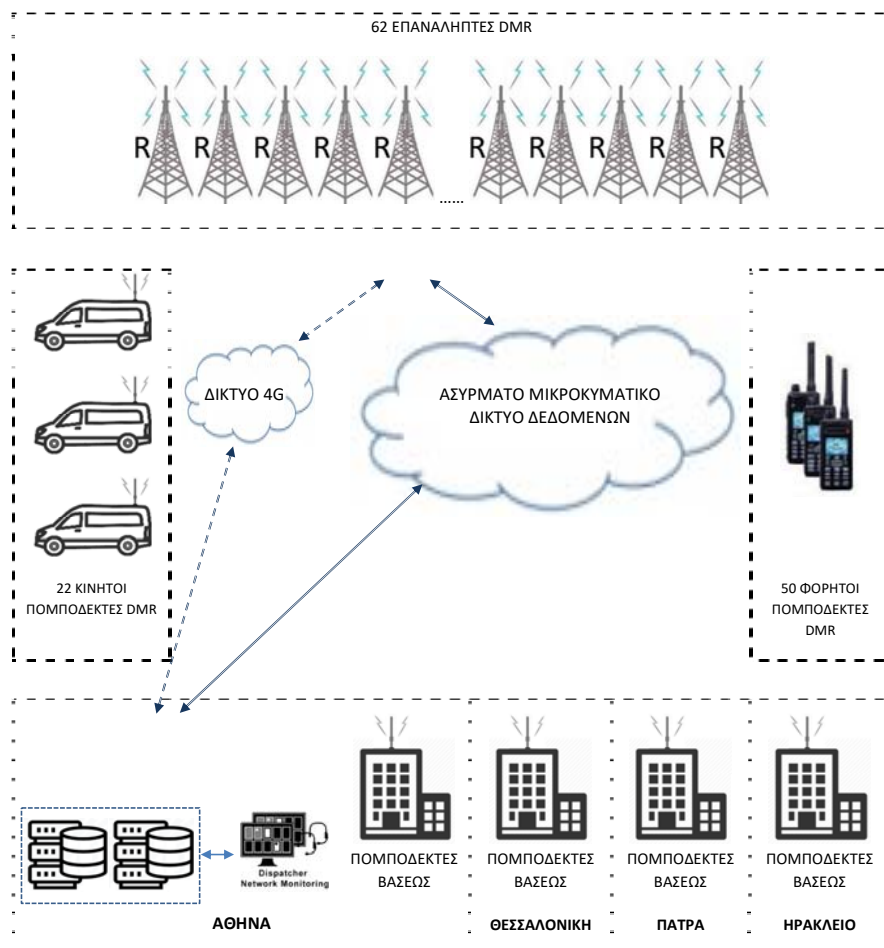 62 ΕΠΑΝΑΛΗΠΤΕΣ DMR
R R R R R R R R R R
......
ΔΙΚΤΥΟ 4G
ΑΣΥΡΜΑΤΟ ΜΙΚΡΟΚΥΜΑΤΙΚΟ
ΔΙΚΤΥΟ ΔΕΔΟΜΕΝΩΝ
22 ΚΙΝΗΤΟΙ
ΠΟΜΠΟΔΕΚΤΕΣ DMR
50 ΦΟΡΗΤΟΙ
ΠΟΜΠΟΔΕΚΤΕΣ
DMR
Dispatcher
Network Monitoring
ΠΟΜΠΟΔΕΚΤΕΣ
ΒΑΣΕΩΣ
ΠΟΜΠΟΔΕΚΤΕΣ
ΒΑΣΕΩΣ
ΠΟΜΠΟΔΕΚΤΕΣ
ΒΑΣΕΩΣ
ΠΟΜΠΟΔΕΚΤΕΣ
ΒΑΣΕΩΣ
ΑΘΗΝΑ
ΘΕΣΣΑΛΟΝΙΚΗ
ΠΑΤΡΑ
ΗΡΑΚΛΕΙΟ